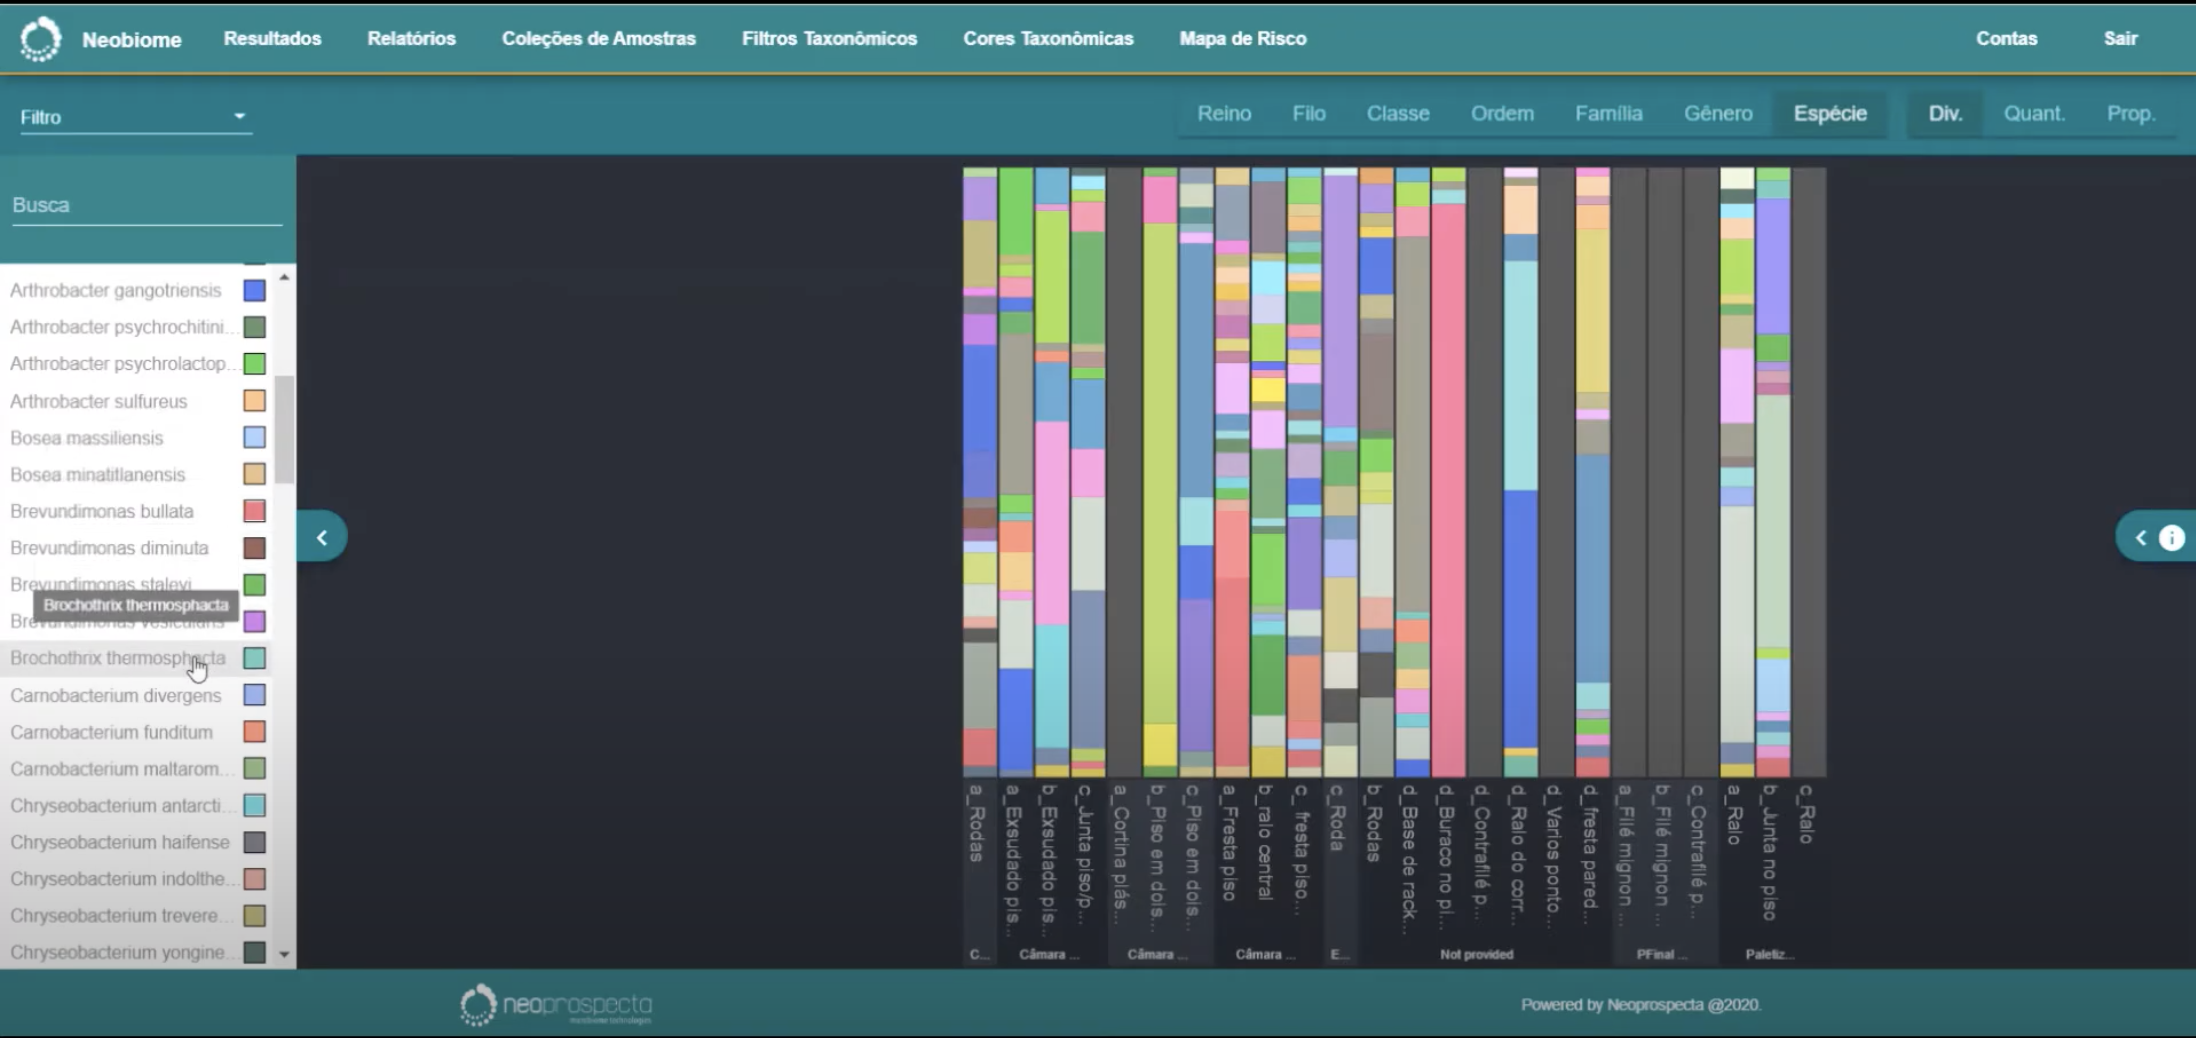 Neobiome Resultados Relatórios Coleções de Amostras Filtros Taxonômicos Cores Taxonômicas Mapa de Risco Contas Sair
Filtro
Reino Filo Classe Ordem Família Gênero Espécie Div. Quant. Prop.
Busca
Arthrobacter gangotriensis
Arthrobacter psychrochitini...
Arthrobacter psychrolactop...
Arthrobacter sulfureus
Bosea massiliensis
Bosea minatitlanensis
Brevundimonas bullata
Brevundimonas diminuta
Brevundimonas stalevi
Brochothrix thermosphacta
Brevundimonas vesicularis
Brochothrix thermosphacta
Carnobacterium divergens
Carnobacterium funditum
Carnobacterium maltarom...
Chryseobacterium antarcti...
Chryseobacterium haifense
Chryseobacterium indolthe...
Chryseobacterium trevere...
Chryseobacterium yongine...
a_Rodas
a_Exsudado pis...
b_Exsudado pis...
c_Junta piso/p...
a_Cortina plás...
b_Piso em dois...
c_Piso em dois...
a_Fresta piso
b_ralo central
c_ fresta piso...
c_Roda
b_Rodas
d_Base de rack...
d_Buraco no pi...
d_Contrafilé p...
d_Ralo do corr...
d_Varios ponto...
d_fresta pared...
a_Filé mignon ...
b_Filé mignon ...
c_Contrafilé p...
a_Ralo
b_Junta no piso
c_Ralo
C... Câmara ... Câmara ... Câmara ... E... Not provided PFinal ... Paletiz...
neoprospecta
Powered by Neoprospecta @2020.